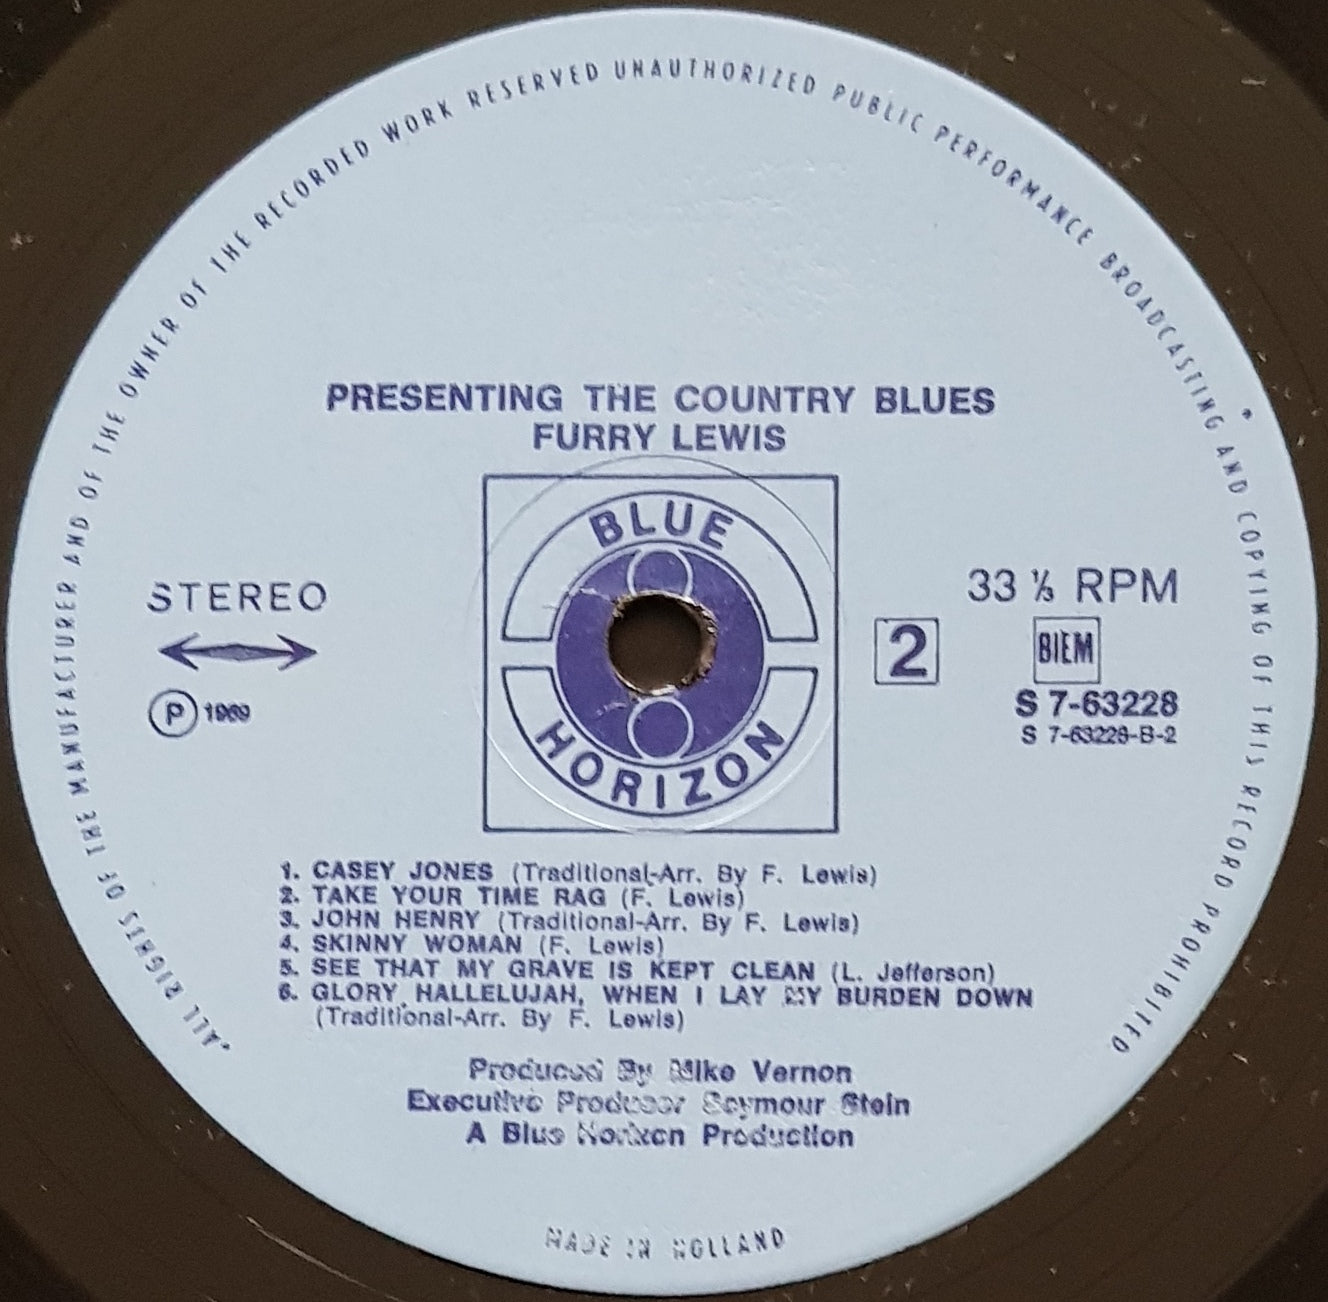 ALL RIGHTS OF THE MANUFACTURER AND OF THE OWNER OF THE RECORDED WORK RESERVED UNAUTHORIZED PUBLIC PERFORMANCE BROADCASTING AND COPYING OF THIS RECORD PROHIBITED
PRESENTING THE COUNTRY BLUES
FURRY LEWIS
BLUE
HORIZON
STEREO
P 1969
2
33 ⅓ RPM
BIEM
S 7-63228
S 7-63228-B-2
1. CASEY JONES (Traditional-Arr. By F. Lewis)
2. TAKE YOUR TIME RAG (F. Lewis)
3. JOHN HENRY (Traditional-Arr. By F. Lewis)
4. SKINNY WOMAN (F. Lewis)
5. SEE THAT MY GRAVE IS KEPT CLEAN (L. Jefferson)
6. GLORY HALLELUJAH, WHEN I LAY MY BURDEN DOWN
(Traditional-Arr. By F. Lewis)
Produced By Mike Vernon
Executive Producer Seymour Stein
A Blue Horizon Production
MADE IN HOLLAND